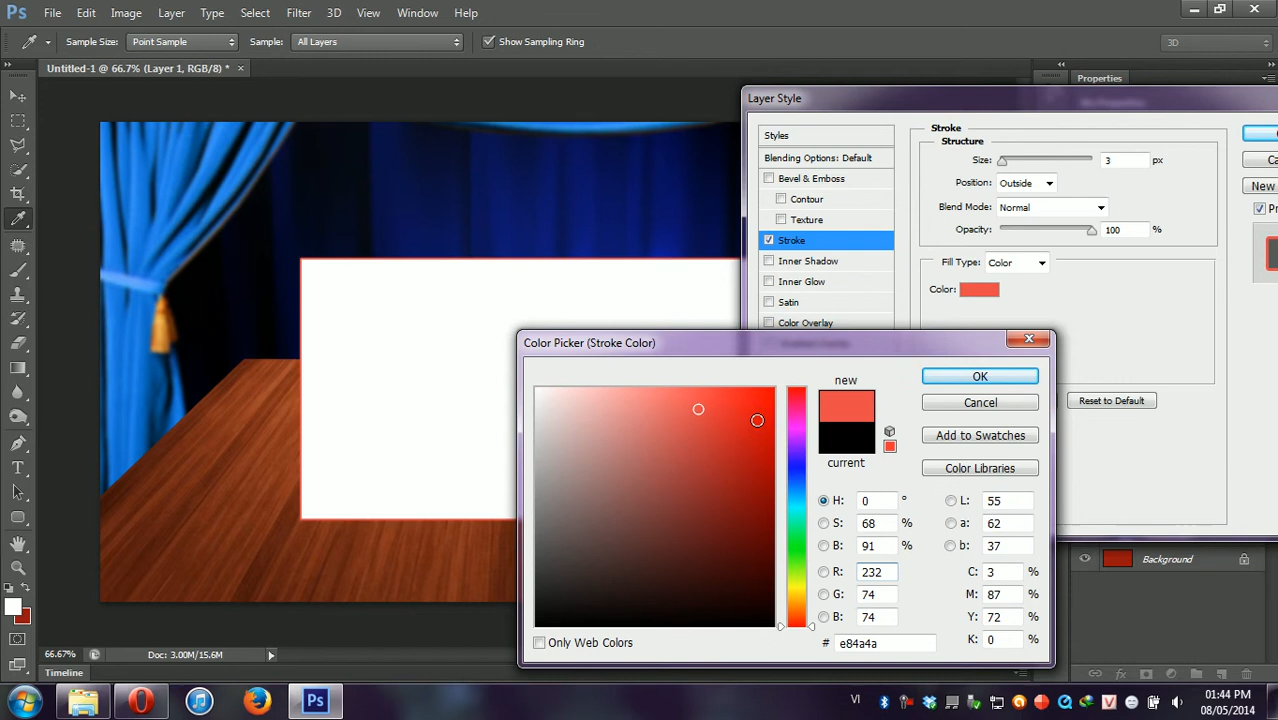 Ps File Edit Image Layer Type Select Filter 3D View Window Help
Sample Size: Point Sample Sample: All Layers Show Sampling Ring 3D
Untitled-1 @ 66.7% (Layer 1, RGB/8) * ×
Properties
Layer Style
Styles
Blending Options: Default
Bevel & Emboss
Contour
Texture
Stroke
Inner Shadow
Inner Glow
Satin
Color Overlay
Stroke
Structure
Size: 3 px
Position: Outside
Blend Mode: Normal
Opacity: 100 %
Fill Type: Color
Color:
New
Reset to Default
Color Picker (Stroke Color)
new
current
OK
Cancel
Add to Swatches
Color Libraries
H: 0 °
S: 68 %
B: 91 %
R: 232
G: 74
B: 74
# e84a4a
L: 55
a: 62
b: 37
C: 3 %
M: 87 %
Y: 72 %
K: 0 %
Only Web Colors
Background
66.67% Doc: 3.00M/15.6M
Timeline
Ps
VI
01:44 PM
08/05/2014